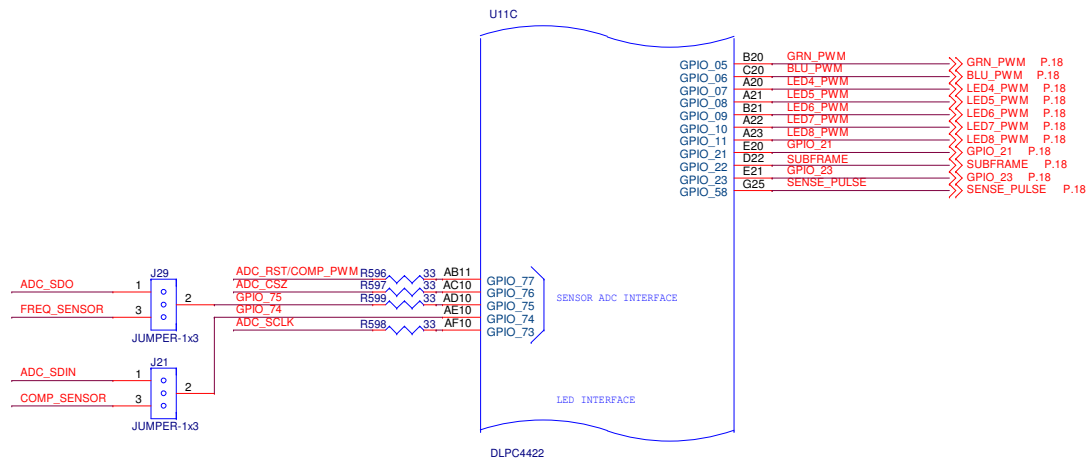 U11C
GPIO_05 B20 GRN_PWM GRN_PWM P.18
GPIO_06 C20 BLU_PWM BLU_PWM P.18
GPIO_07 A20 LED4_PWM LED4_PWM P.18
GPIO_08 A21 LED5_PWM LED5_PWM P.18
GPIO_09 B21 LED6_PWM LED6_PWM P.18
GPIO_10 A22 LED7_PWM LED7_PWM P.18
GPIO_11 A23 LED8_PWM LED8_PWM P.18
GPIO_21 E20 GPIO_21 GPIO_21 P.18
GPIO_22 D22 SUBFRAME SUBFRAME P.18
GPIO_23 E21 GPIO_23 GPIO_23 P.18
GPIO_58 G25 SENSE_PULSE SENSE_PULSE P.18
ADC_RST/COMP_PWM R596 33 AB11 GPIO_77
ADC_CSZ R597 33 AC10 GPIO_76
GPIO_75 R599 33 AD10 GPIO_75
GPIO_74 AE10 GPIO_74
ADC_SCLK R598 33 AF10 GPIO_73
SENSOR ADC INTERFACE
J29
ADC_SDO 1
2
FREQ_SENSOR 3
JUMPER-1x3
J21
ADC_SDIN 1
2
COMP_SENSOR 3
JUMPER-1x3
LED INTERFACE
DLPC4422